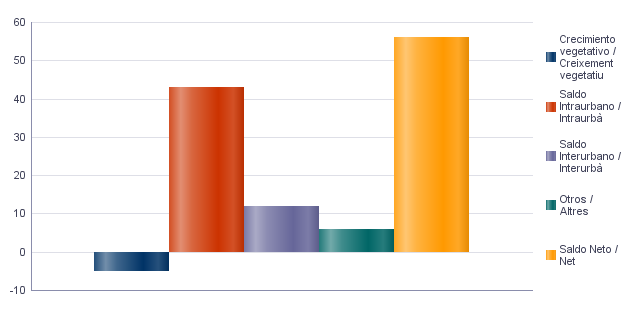 60
50
40
30
20
10
0
-10
Crecimiento
vegetativo /
Creixement
vegetatiu
Saldo
Intraurbano /
Intraurbà
Saldo
Interurbano /
Interurbà
Otros /
Altres
Saldo Neto /
Net